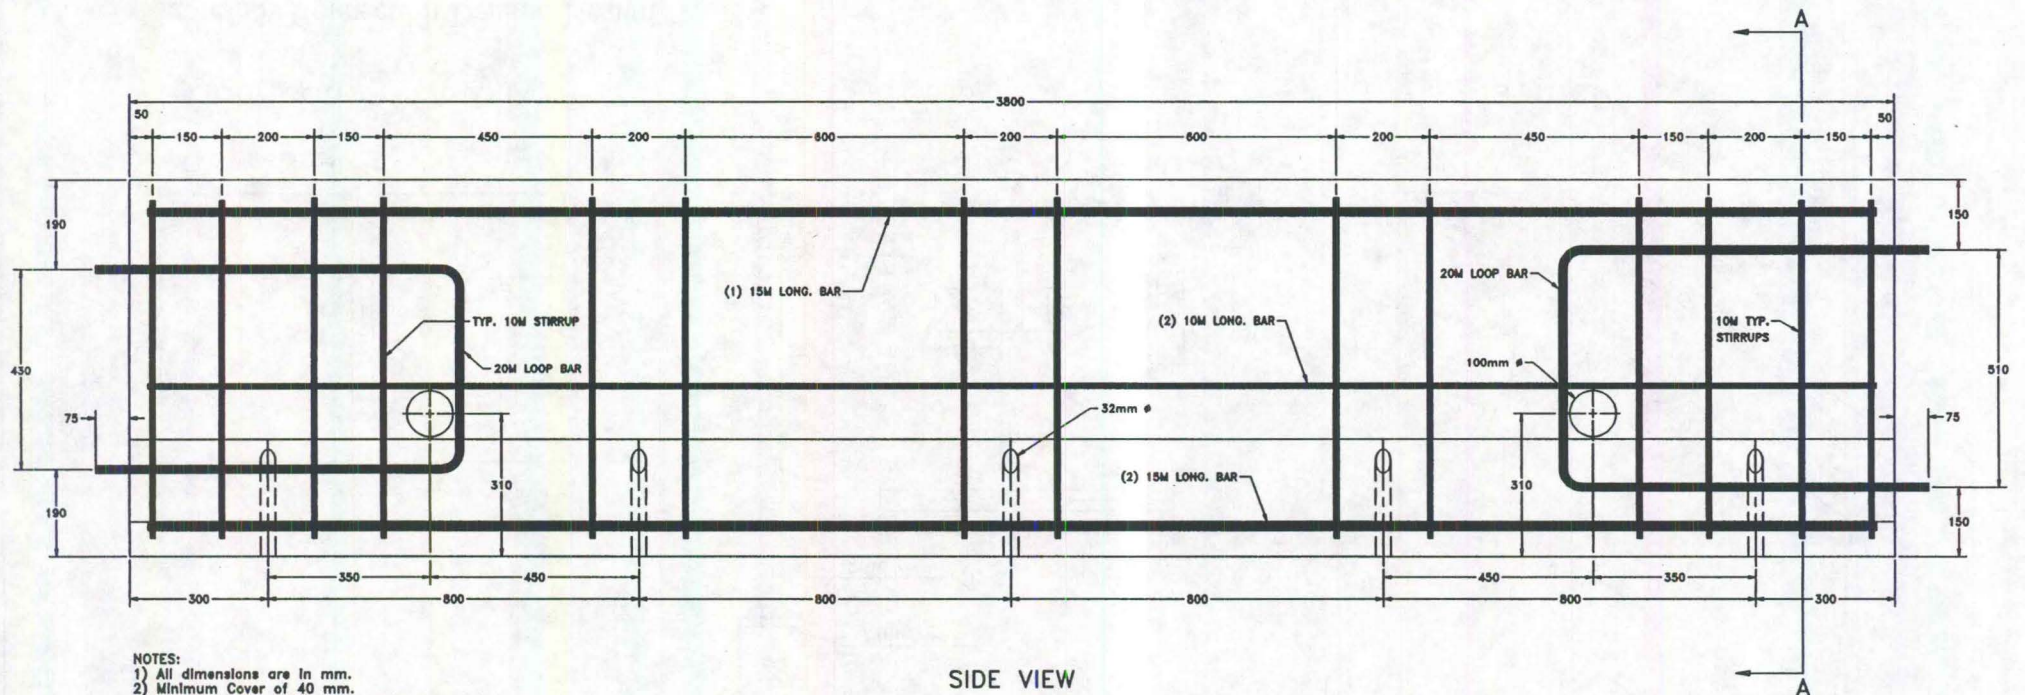 A
3800
50
50
150
200
150
450
200
600
200
600
200
450
150
200
150
190
150
(1) 15M LONG. BAR
20M LOOP BAR
TYP. 10M STIRRUP
(2) 10M LONG. BAR
10M TYP.
STIRRUPS
20M LOOP BAR
100mm ø
430
510
32mm ø
75
75
(2) 15M LONG. BAR
310
310
190
150
350
450
450
350
300
800
800
800
800
300
NOTES:
1) All dimensions are in mm.
2) Minimum Cover of 40 mm.
SIDE VIEW
A